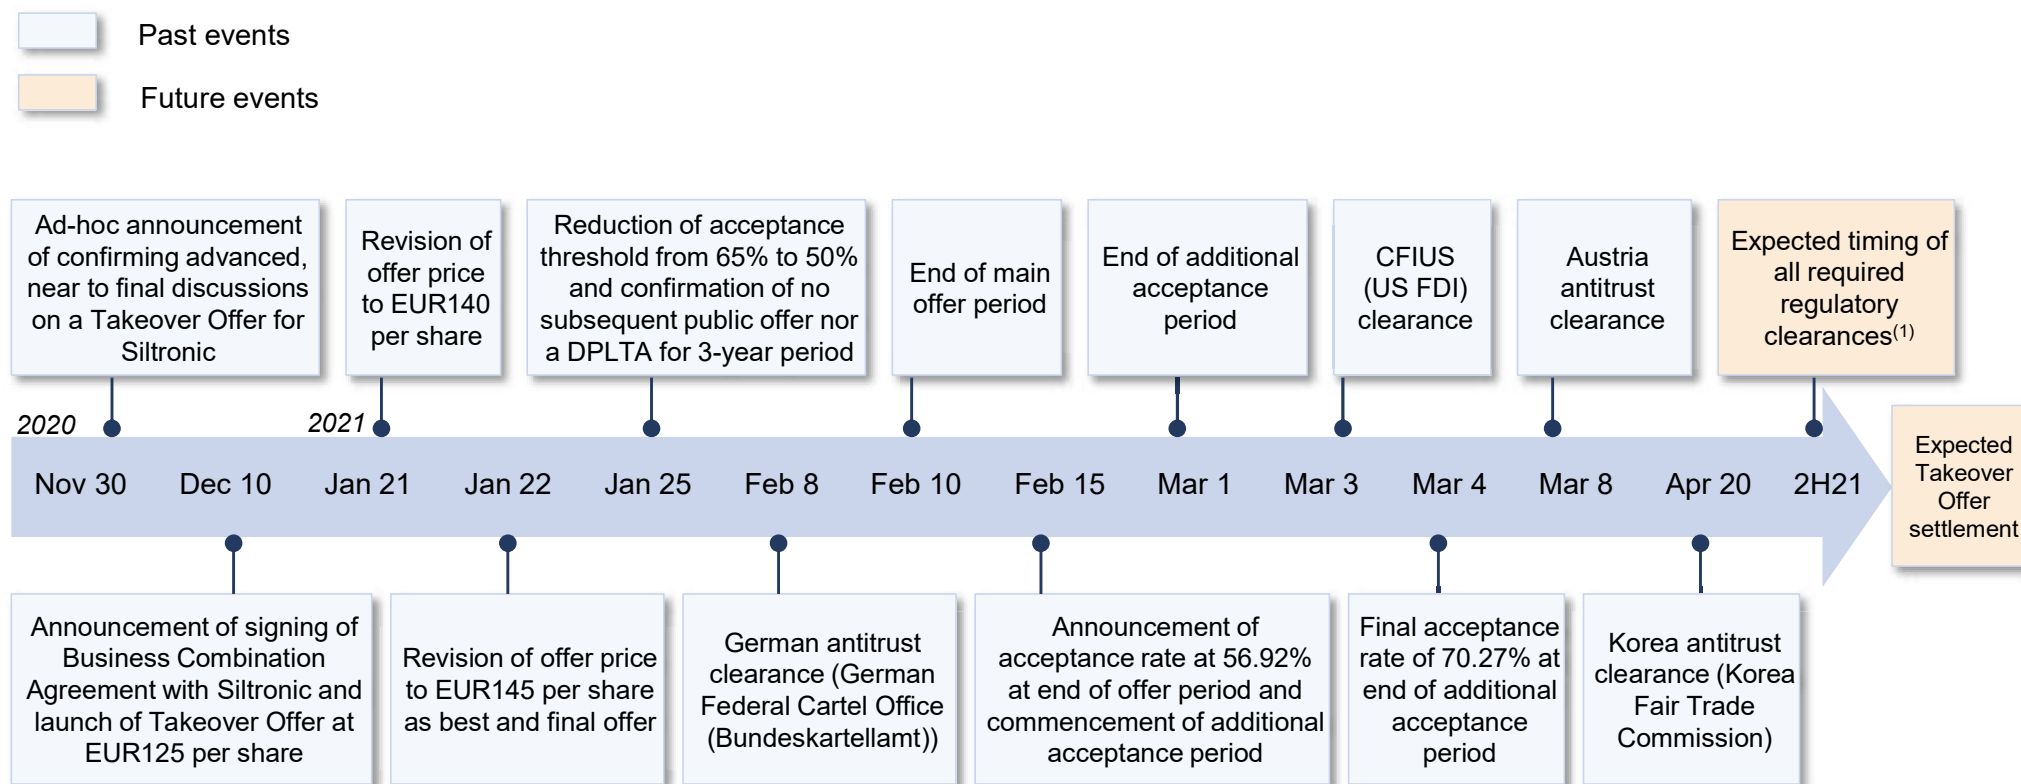 Past events
Future events
Ad-hoc announcement
of confirming advanced,
near to final discussions
on a Takeover Offer for
Siltronic
Revision of
offer price
to EUR140
per share
Reduction of acceptance
threshold from 65% to 50%
and confirmation of no
subsequent public offer nor
a DPLTA for 3-year period
End of main
offer period
End of additional
acceptance
period
CFIUS
(US FDI)
clearance
Austria
antitrust
clearance
Expected timing of
all required
regulatory
clearances(1)
2020
2021
Nov 30
Dec 10
Jan 21
Jan 22
Jan 25
Feb 8
Feb 10
Feb 15
Mar 1
Mar 3
Mar 4
Mar 8
Apr 20
2H21
Expected
Takeover
Offer
settlement
Announcement of signing of
Business Combination
Agreement with Siltronic and
launch of Takeover Offer at
EUR125 per share
Revision of offer price
to EUR145 per share
as best and final offer
German antitrust
clearance (German
Federal Cartel Office
(Bundeskartellamt))
Announcement of
acceptance rate at 56.92%
at end of offer period and
commencement of additional
acceptance period
Final acceptance
rate of 70.27% at
end of additional
acceptance
period
Korea antitrust
clearance (Korea
Fair Trade
Commission)